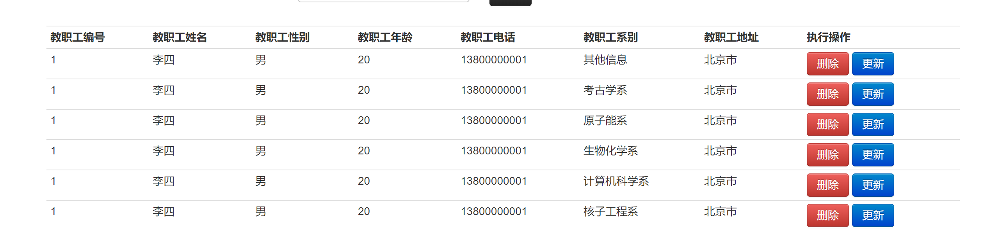 教职工编号 教职工姓名 教职工性别 教职工年龄 教职工电话 教职工系别 教职工地址 执行操作
1 李四 男 20 13800000001 其他信息 北京市 删除 更新
1 李四 男 20 13800000001 考古学系 北京市 删除 更新
1 李四 男 20 13800000001 原子能系 北京市 删除 更新
1 李四 男 20 13800000001 生物化学系 北京市 删除 更新
1 李四 男 20 13800000001 计算机科学系 北京市 删除 更新
1 李四 男 20 13800000001 核子工程系 北京市 删除 更新